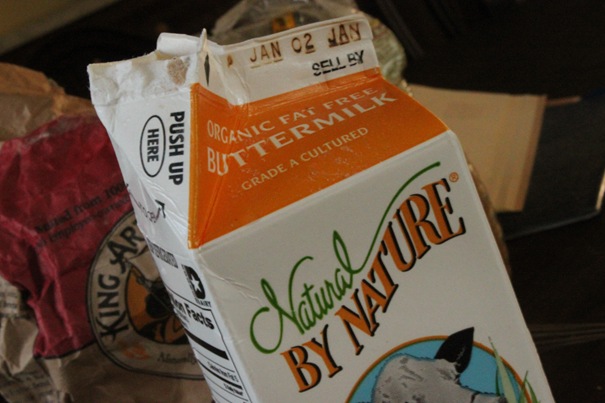 JAN 02 JAN
SELL BY
ORGANIC FAT FREE
BUTTERMILK
GRADE A CULTURED
PUSH UP
HERE
Natural
BY NATURE®
Facts
KING AR